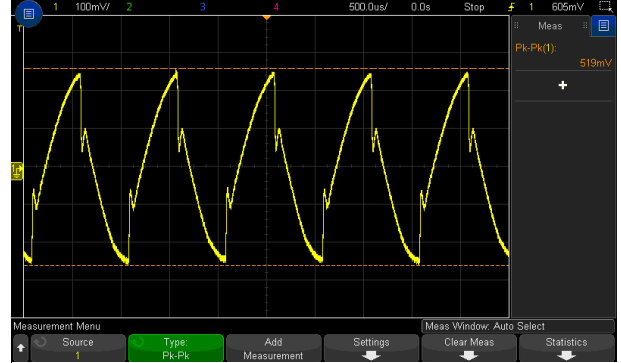 1 100mV/ 2 3 4 500.0us/ 0.0s Stop 1 605mV
Meas
T
Pk-Pk(1):
519mV
Measurement Menu
Meas Window: Auto Select
Source
1
Type:
Pk-Pk
Add
Measurement
Settings
Clear Meas
Statistics